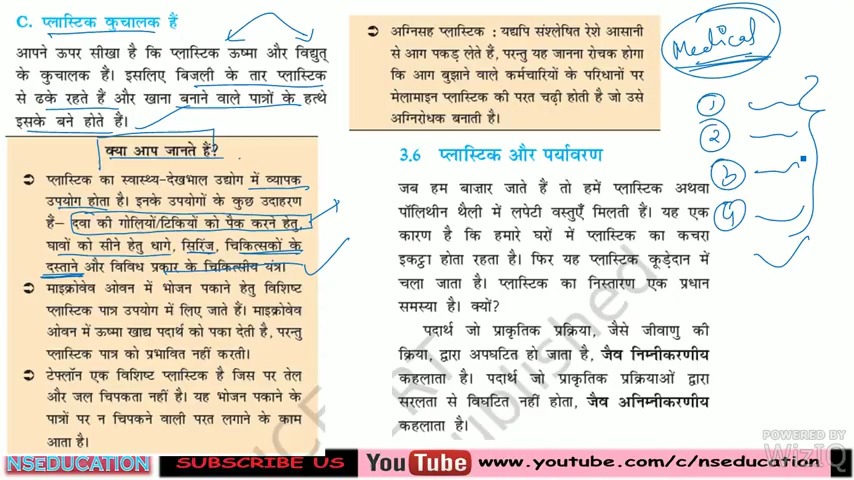 C. प्लास्टिक कुचालक हैं
आपने ऊपर सीखा है कि प्लास्टिक ऊष्मा और विद्युत्
के कुचालक हैं। इसलिए बिजली के तार प्लास्टिक
से ढके रहते हैं और खाना बनाने वाले पात्रों के हत्थे
इसके बने होते हैं।
क्या आप जानते हैं?
प्लास्टिक का स्वास्थ्य-देखभाल उद्योग में व्यापक
उपयोग होता है। इनके उपयोगों के कुछ उदाहरण
हैं– दवा की गोलियों/टिकियों को पैक करने हेतु,
घावों को सीने हेतु धागे, सिरिंज, चिकित्सकों के
दस्ताने और विविध प्रकार के चिकित्सीय यंत्र।
माइक्रोवेव ओवन में भोजन पकाने हेतु विशिष्ट
प्लास्टिक पात्र उपयोग में लिए जाते हैं। माइक्रोवेव
ओवन में ऊष्मा खाद्य पदार्थ को पका देती है, परन्तु
प्लास्टिक पात्र को प्रभावित नहीं करती।
टेफ्लॉन एक विशिष्ट प्लास्टिक है जिस पर तेल
और जल चिपकता नहीं है। यह भोजन पकाने के
पात्रों पर न चिपकने वाली परत लगाने के काम
आता है।
अग्निसह प्लास्टिक : यद्यपि संश्लेषित रेशे आसानी
से आग पकड़ लेते हैं, परन्तु यह जानना रोचक होगा
कि आग बुझाने वाले कर्मचारियों के परिधानों पर
मेलामाइन प्लास्टिक की परत चढ़ी होती है जो उसे
अग्निरोधक बनाती है।
3.6 प्लास्टिक और पर्यावरण
जब हम बाजार जाते हैं तो हमें प्लास्टिक अथवा
पॉलिथीन थैली में लपेटी वस्तुएँ मिलती हैं। यह एक
कारण है कि हमारे घरों में प्लास्टिक का कचरा
इकट्ठा होता रहता है। फिर यह प्लास्टिक कूड़ेदान में
चला जाता है। प्लास्टिक का निस्तारण एक प्रधान
समस्या है। क्यों?
पदार्थ जो प्राकृतिक प्रक्रिया, जैसे जीवाणु की
क्रिया, द्वारा अपघटित हो जाता है, जैव निम्नीकरणीय
कहलाता है। पदार्थ जो प्राकृतिक प्रक्रियाओं द्वारा
सरलता से विघटित नहीं होता, जैव अनिम्नीकरणीय
कहलाता है।
Medical
1
2
3
4
NSEDUCATION SUBSCRIBE US YouTube www.youtube.com/c/nseducation
POWERED BY
WizIQ